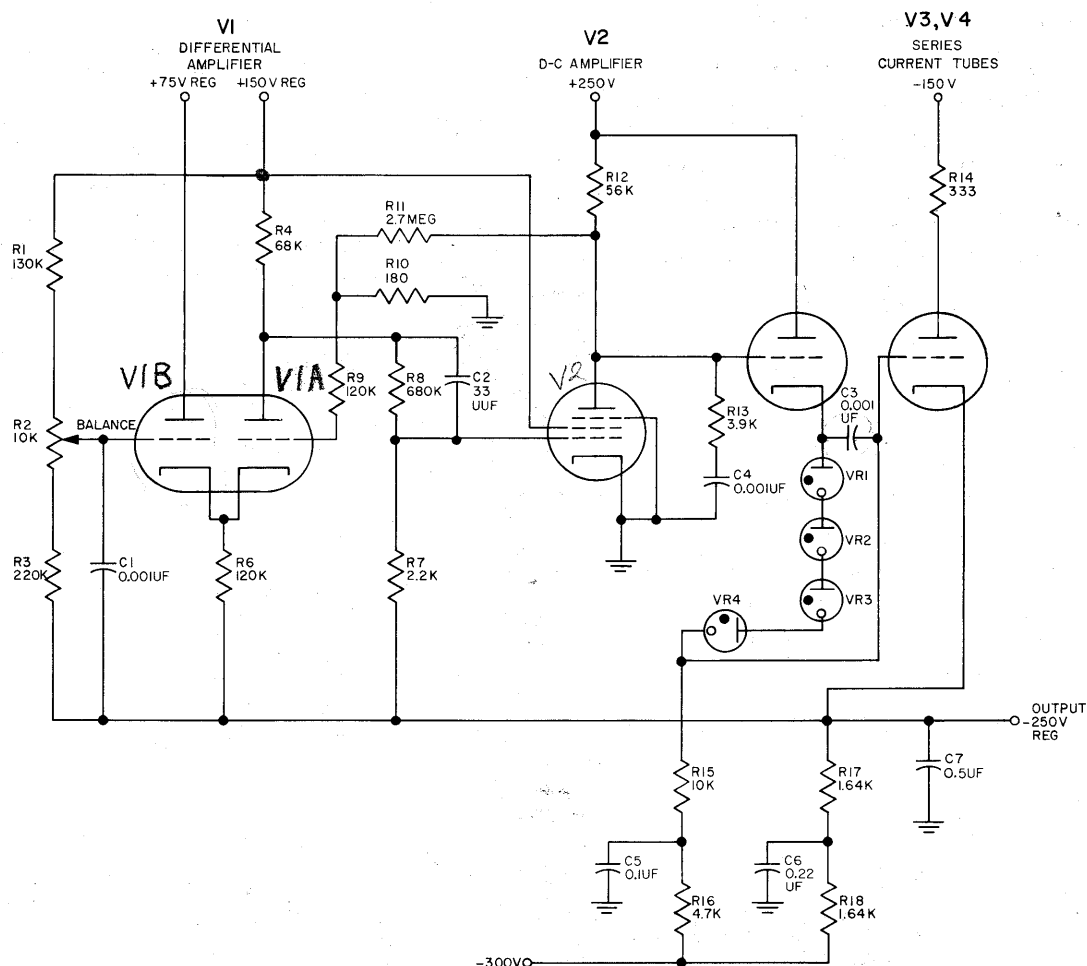 V1
DIFFERENTIAL
AMPLIFIER
+75V REG
+150V REG
V2
D-C AMPLIFIER
+250V
V3,V4
SERIES
CURRENT TUBES
-150V
R12
56K
R14
333
R11
2.7MEG
R4
68K
R1
130K
R10
180
V1B
V1A
R9
120K
R8
680K
C2
33
UUF
V2
C3
0.001
UF
R2
10K
BALANCE
R13
3.9K
C4
0.001UF
VR1
VR2
R3
220K
C1
0.001UF
R6
120K
R7
2.2K
VR3
VR4
OUTPUT
-250V
REG
R15
10K
R17
1.64K
C7
0.5UF
C5
0.1UF
C6
0.22
UF
R16
4.7K
R18
1.64K
-300V